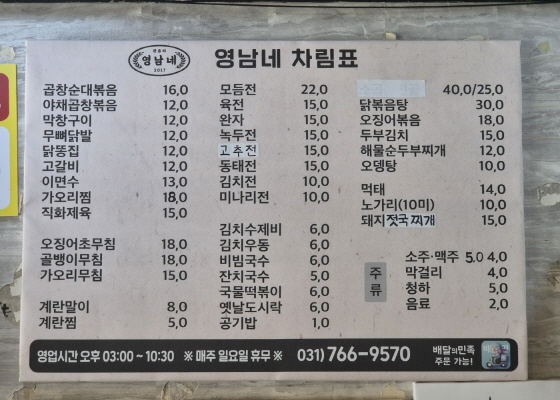 영남네
2017
영남네 차림표
곱창순대볶음 16,0
야채곱창볶음 12,0
막창구이 12,0
무뼈닭발 12,0
닭똥집 12,0
고갈비 12,0
이면수 13,0
가오리찜 18,0
직화제육 15,0
오징어초무침 18,0
골뱅이무침 18,0
가오리무침 15,0
계란말이 8,0
계란찜 5,0
모듬전 22,0
육전 15,0
완자 15,0
녹두전 15,0
고추전 15,0
동태전 15,0
김치전 10,0
미나리전 10,0
김치수제비 6,0
김치우동 6,0
비빔국수 6,0
잔치국수 5,0
국물떡볶이 6,0
옛날도시락 6,0
공기밥 1,0
40,0/25,0
닭볶음탕 30,0
오징어볶음 18,0
두부김치 15,0
해물순두부찌개 12,0
오뎅탕 10,0
먹태 14,0
노가리(10미) 10,0
돼지젓국찌개 15,0
주류
소주·맥주 5.0 4,0
막걸리 4,0
청하 5,0
음료 2,0
영업시간 오후 03:00 ~ 10:30 ※ 매주 일요일 휴무 ※ 031) 766-9570
배달의민족
주문 가능!